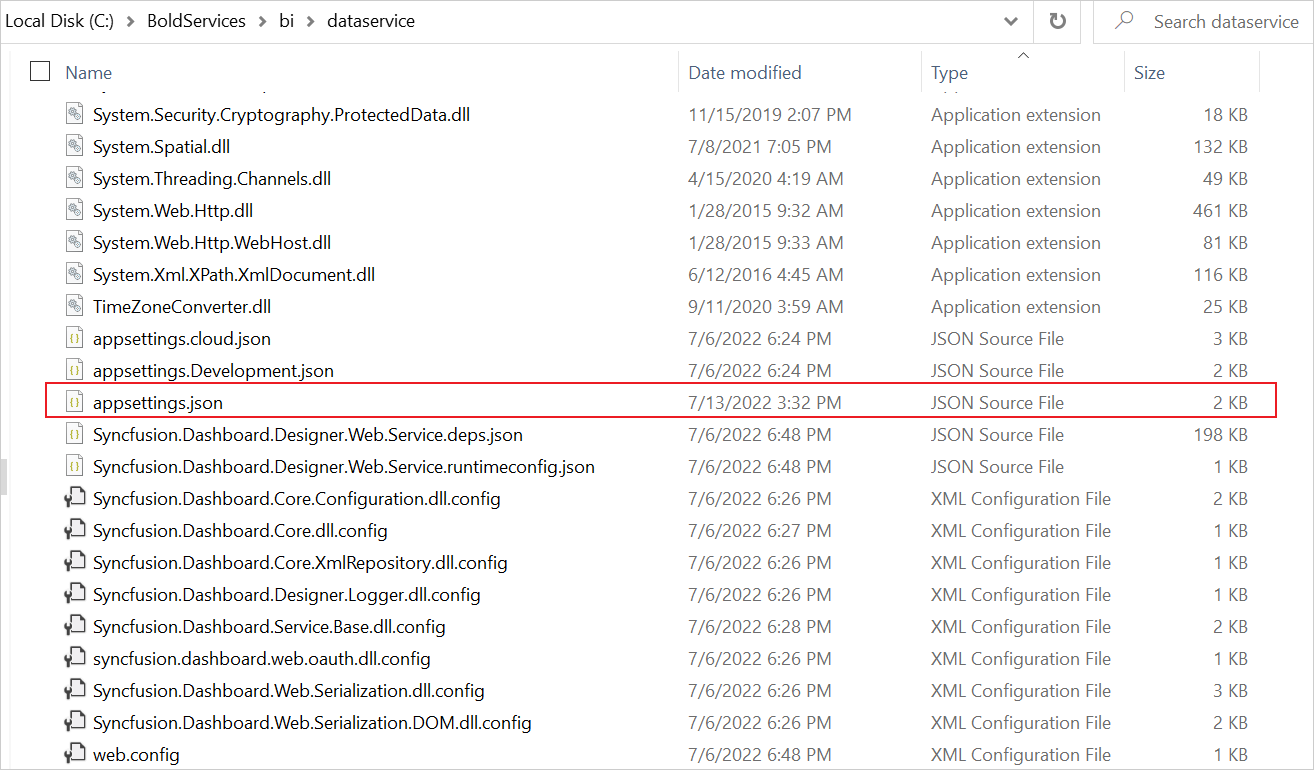 Local Disk (C:) > BoldServices > bi > dataservice Search dataservice
Name Date modified Type Size
System.Security.Cryptography.ProtectedData.dll 11/15/2019 2:07 PM Application extension 18 KB
System.Spatial.dll 7/8/2021 7:05 PM Application extension 132 KB
System.Threading.Channels.dll 4/15/2020 4:19 AM Application extension 49 KB
System.Web.Http.dll 1/28/2015 9:32 AM Application extension 461 KB
System.Web.Http.WebHost.dll 1/28/2015 9:33 AM Application extension 81 KB
System.Xml.XPath.XmlDocument.dll 6/12/2016 4:45 AM Application extension 116 KB
TimeZoneConverter.dll 9/11/2020 3:59 AM Application extension 25 KB
appsettings.cloud.json 7/6/2022 6:24 PM JSON Source File 3 KB
appsettings.Development.json 7/6/2022 6:24 PM JSON Source File 2 KB
appsettings.json 7/13/2022 3:32 PM JSON Source File 2 KB
Syncfusion.Dashboard.Designer.Web.Service.deps.json 7/6/2022 6:48 PM JSON Source File 198 KB
Syncfusion.Dashboard.Designer.Web.Service.runtimeconfig.json 7/6/2022 6:48 PM JSON Source File 1 KB
Syncfusion.Dashboard.Core.Configuration.dll.config 7/6/2022 6:26 PM XML Configuration File 2 KB
Syncfusion.Dashboard.Core.dll.config 7/6/2022 6:27 PM XML Configuration File 1 KB
Syncfusion.Dashboard.Core.XmlRepository.dll.config 7/6/2022 6:26 PM XML Configuration File 1 KB
Syncfusion.Dashboard.Designer.Logger.dll.config 7/6/2022 6:26 PM XML Configuration File 1 KB
Syncfusion.Dashboard.Service.Base.dll.config 7/6/2022 6:28 PM XML Configuration File 2 KB
syncfusion.dashboard.web.oauth.dll.config 7/6/2022 6:26 PM XML Configuration File 1 KB
Syncfusion.Dashboard.Web.Serialization.dll.config 7/6/2022 6:26 PM XML Configuration File 3 KB
Syncfusion.Dashboard.Web.Serialization.DOM.dll.config 7/6/2022 6:26 PM XML Configuration File 2 KB
web.config 7/6/2022 6:48 PM XML Configuration File 1 KB